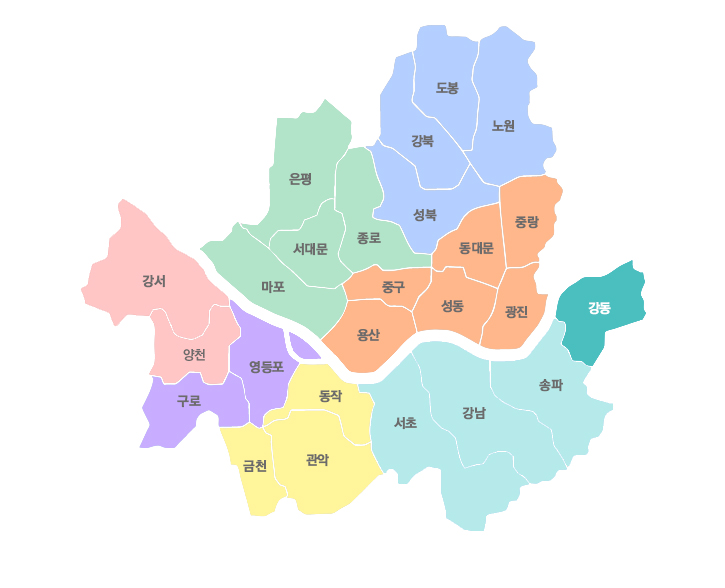 도봉
노원
강북
은평
성북
중랑
종로
동대문
서대문
강서
마포
중구
성동
광진
강동
용산
양천
영등포
송파
동작
구로
강남
서초
관악
금천